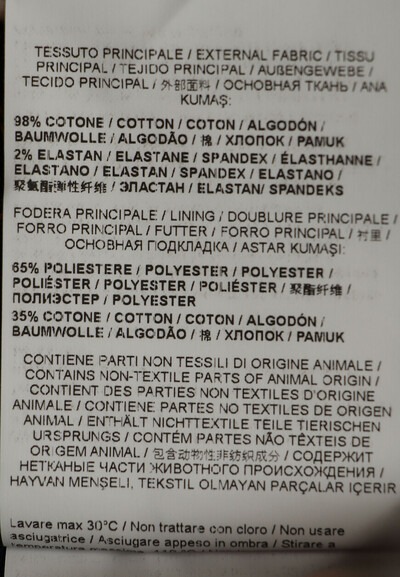 TESSUTO PRINCIPALE / EXTERNAL FABRIC / TISSU
PRINCIPAL / TEJIDO PRINCIPAL / AUßENGEWEBE /
TECIDO PRINCIPAL / 外部面料 / ОСНОВНАЯ ТКАНЬ / ANA
KUMAŞ:
98% COTONE / COTTON / COTON / ALGODÓN /
BAUMWOLLE / ALGODÃO / 棉 / ХЛОПОК / PAMUK
2% ELASTAN / ELASTANE / SPANDEX / ÉLASTHANNE /
ELASTANO / ELASTAN / SPANDEX / ELASTANO /
聚氨酯弹性纤维 / ЭЛАСТАН / ELASTAN/ SPANDEKS
FODERA PRINCIPALE / LINING / DOUBLURE PRINCIPALE /
FORRO PRINCIPAL / FUTTER / FORRO PRINCIPAL / 衬里 /
ОСНОВНАЯ ПОДКЛАДКА / ASTAR KUMAŞI:
65% POLIESTERE / POLYESTER / POLYESTER /
POLIÉSTER / POLYESTER / POLIÉSTER / 聚酯纤维 /
ПОЛИЭСТЕР / POLYESTER
35% COTONE / COTTON / COTON / ALGODÓN /
BAUMWOLLE / ALGODÃO / 棉 / ХЛОПОК / PAMUK
CONTIENE PARTI NON TESSILI DI ORIGINE ANIMALE /
CONTAINS NON-TEXTILE PARTS OF ANIMAL ORIGIN /
CONTIENT DES PARTIES NON TEXTILES D'ORIGINE
ANIMALE / CONTIENE PARTES NO TEXTILES DE ORIGEN
ANIMAL / ENTHÄLT NICHTTEXTILE TEILE TIERISCHEN
URSPRUNGS / CONTÉM PARTES NÃO TÊXTEIS DE
ORIGEM ANIMAL / 包含动物性非纺织成分 / СОДЕРЖИТ
НЕТКАНЫЕ ЧАСТИ ЖИВОТНОГО ПРОИСХОЖДЕНИЯ /
HAYVAN MENŞELİ, TEKSTIL OLMAYAN PARÇALAR IÇERIR
Lavare max 30°C / Non trattare con cloro / Non usare
asciugatrice / Asciugare appeso in ombra / Stirare a
temperatura